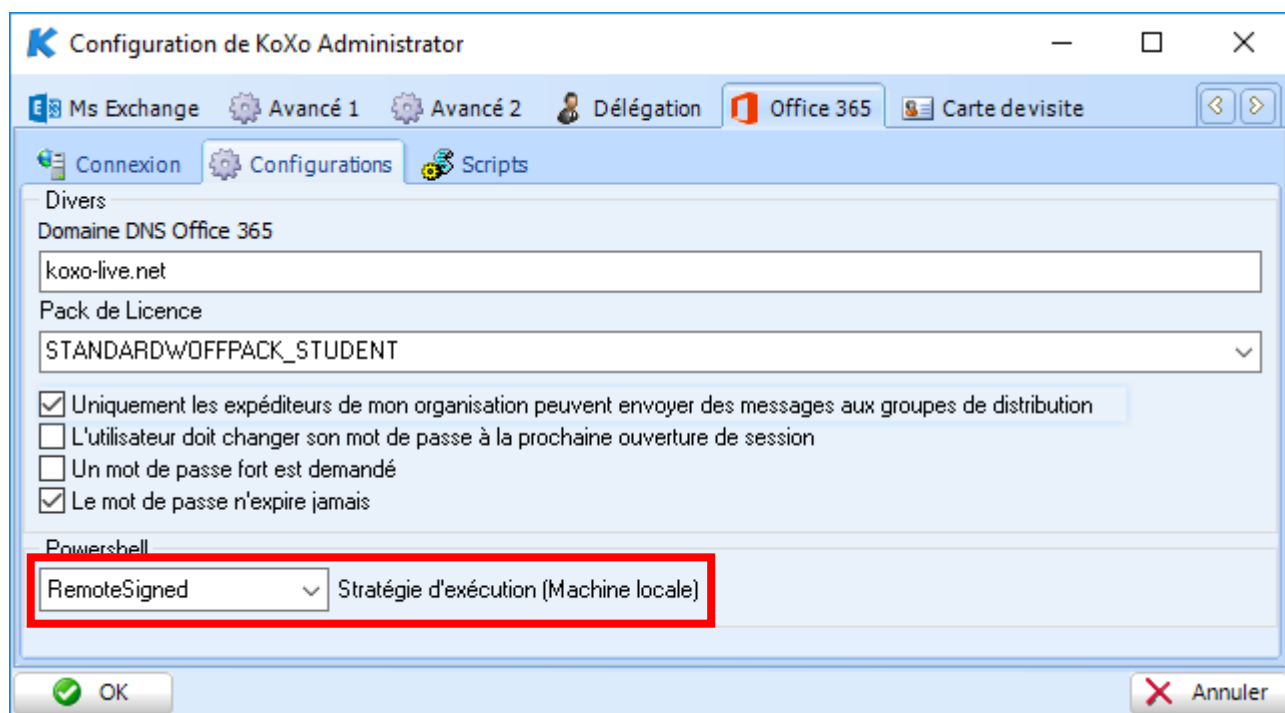 Configuration de KoXo Administrator
Ms Exchange Avancé 1 Avancé 2 Délégation Office 365 Carte de visite
Connexion Configurations Scripts
Divers
Domaine DNS Office 365
koxo-live.net
Pack de Licence
STANDARDWOFFPACK_STUDENT
Uniquement les expéditeurs de mon organisation peuvent envoyer des messages aux groupes de distribution
L'utilisateur doit changer son mot de passe à la prochaine ouverture de session
Un mot de passe fort est demandé
Le mot de passe n'expire jamais
Powershell
RemoteSigned Stratégie d'exécution (Machine locale)
OK Annuler